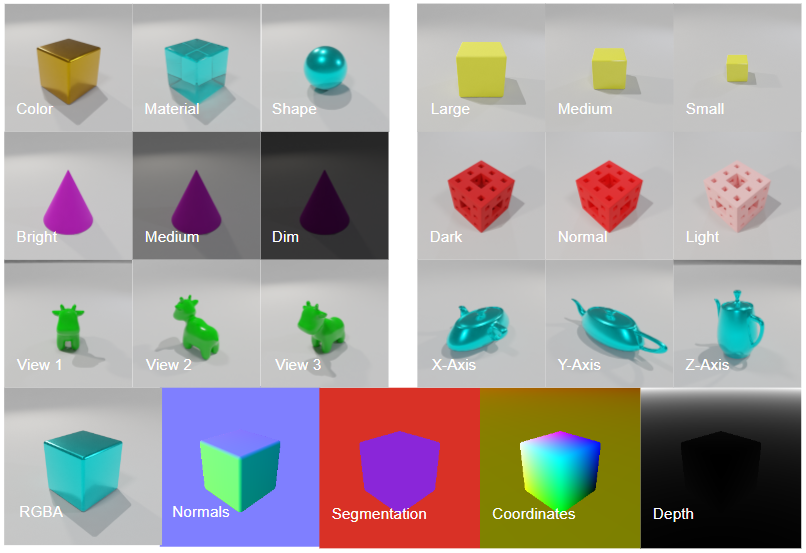 Color
Material
Shape
Large
Medium
Small
Bright
Medium
Dim
Dark
Normal
Light
View 1
View 2
View 3
X-Axis
Y-Axis
Z-Axis
RGBA
Normals
Segmentation
Coordinates
Depth